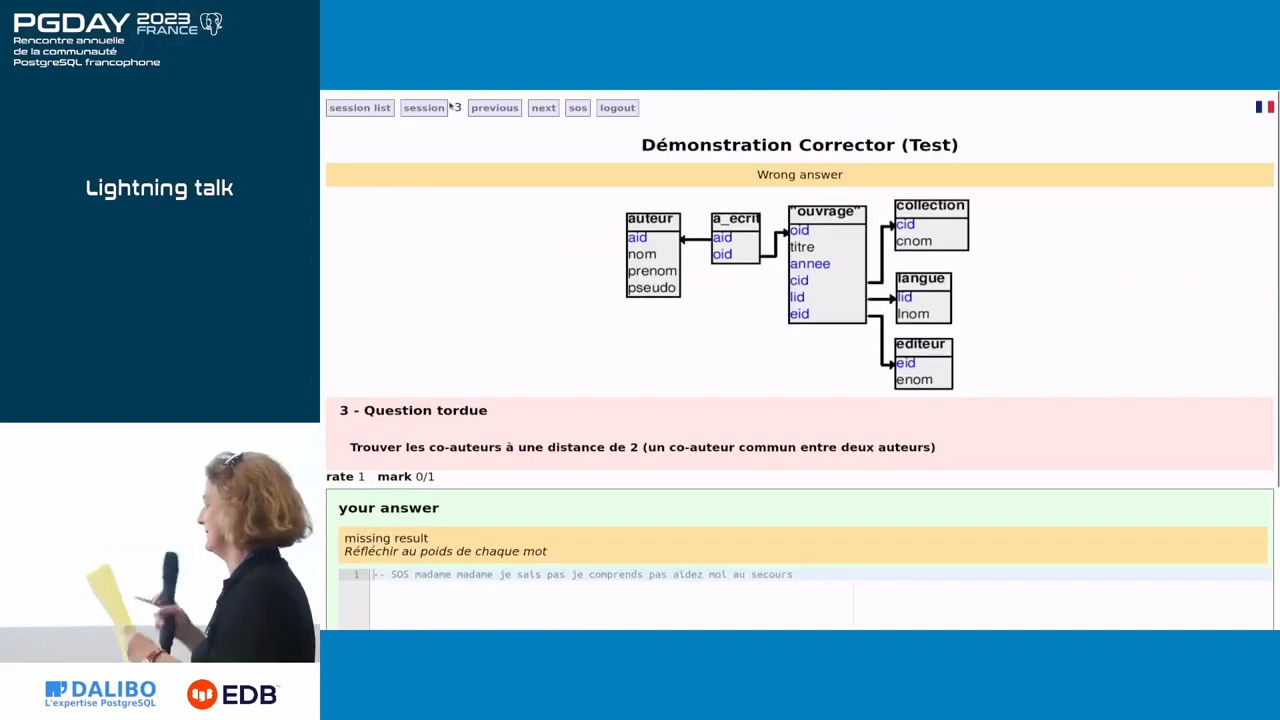 PGDAY 2023 FRANCE
Rencontre annuelle
de la communauté
PostgreSQL francophone
Lightning talk
session list session 3 previous next sos logout
Démonstration Corrector (Test)
Wrong answer
auteur
aid
nom
prenom
pseudo
a_ecrit
aid
oid
"ouvrage"
oid
titre
annee
cid
lid
eid
collection
cid
cnom
langue
lid
lnom
editeur
eid
enom
3 - Question tordue
Trouver les co-auteurs à une distance de 2 (un co-auteur commun entre deux auteurs)
rate 1 mark 0/1
your answer
missing result
Réfléchir au poids de chaque mot
1 -- SOS madame madame je sais pas je comprends pas aidez moi au secours
DALIBO
L'expertise PostgreSQL
EDB